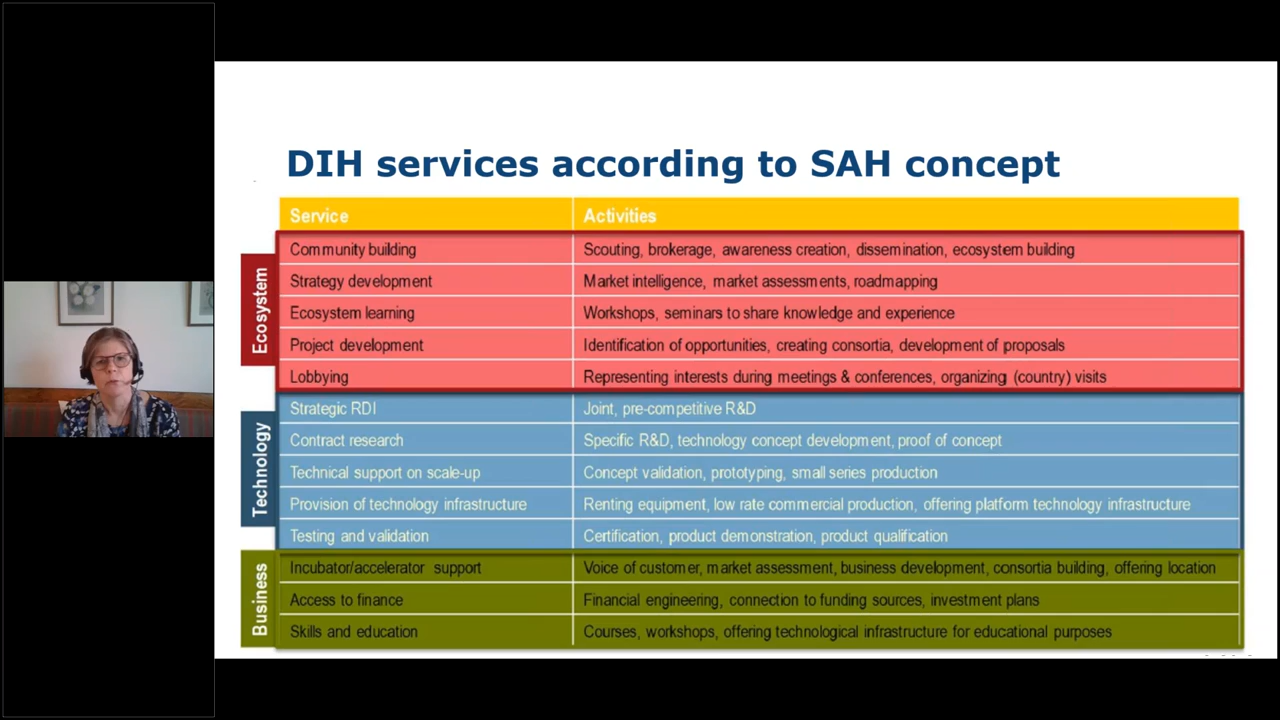 DIH services according to SAH concept
Service Activities
Ecosystem
Community building Scouting, brokerage, awareness creation, dissemination, ecosystem building
Strategy development Market intelligence, market assessments, roadmapping
Ecosystem learning Workshops, seminars to share knowledge and experience
Project development Identification of opportunities, creating consortia, development of proposals
Lobbying Representing interests during meetings & conferences, organizing (country) visits
Technology
Strategic RDI Joint, pre-competitive R&D
Contract research Specific R&D, technology concept development, proof of concept
Technical support on scale-up Concept validation, prototyping, small series production
Provision of technology infrastructure Renting equipment, low rate commercial production, offering platform technology infrastructure
Testing and validation Certification, product demonstration, product qualification
Business
Incubator/accelerator support Voice of customer, market assessment, business development, consortia building, offering location
Access to finance Financial engineering, connection to funding sources, investment plans
Skills and education Courses, workshops, offering technological infrastructure for educational purposes